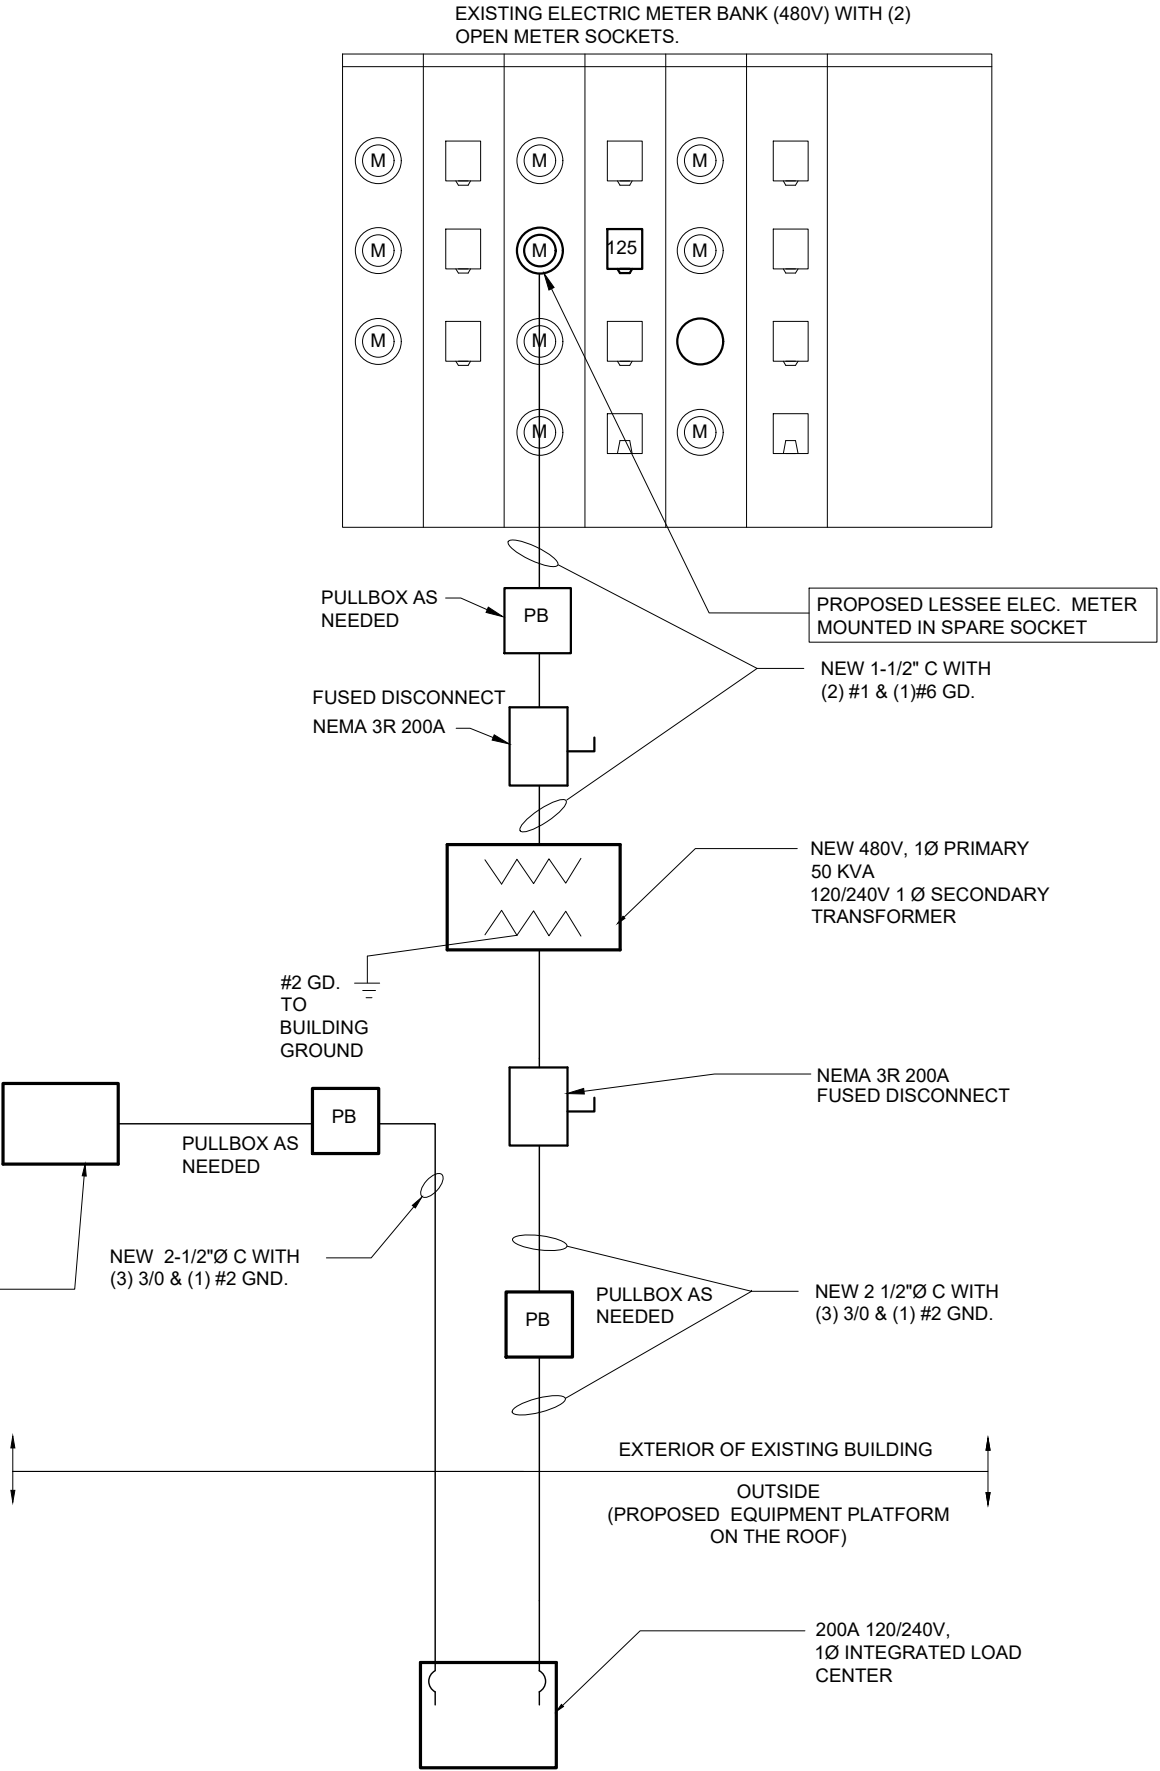 EXISTING ELECTRIC METER BANK (480V) WITH (2)
OPEN METER SOCKETS.
M
M
M
M
M
125
M
M
M
M
M
PULLBOX AS
NEEDED
PB
PROPOSED LESSEE ELEC. METER
MOUNTED IN SPARE SOCKET
NEW 1-1/2" C WITH
(2) #1 & (1)#6 GD.
FUSED DISCONNECT
NEMA 3R 200A
NEW 480V, 1Ø PRIMARY
50 KVA
120/240V 1 Ø SECONDARY
TRANSFORMER
#2 GD.
TO
BUILDING
GROUND
NEMA 3R 200A
FUSED DISCONNECT
PB
PULLBOX AS
NEEDED
NEW 2-1/2"Ø C WITH
(3) 3/0 & (1) #2 GND.
PB
PULLBOX AS
NEEDED
NEW 2 1/2"Ø C WITH
(3) 3/0 & (1) #2 GND.
EXTERIOR OF EXISTING BUILDING
OUTSIDE
(PROPOSED EQUIPMENT PLATFORM
ON THE ROOF)
200A 120/240V,
1Ø INTEGRATED LOAD
CENTER